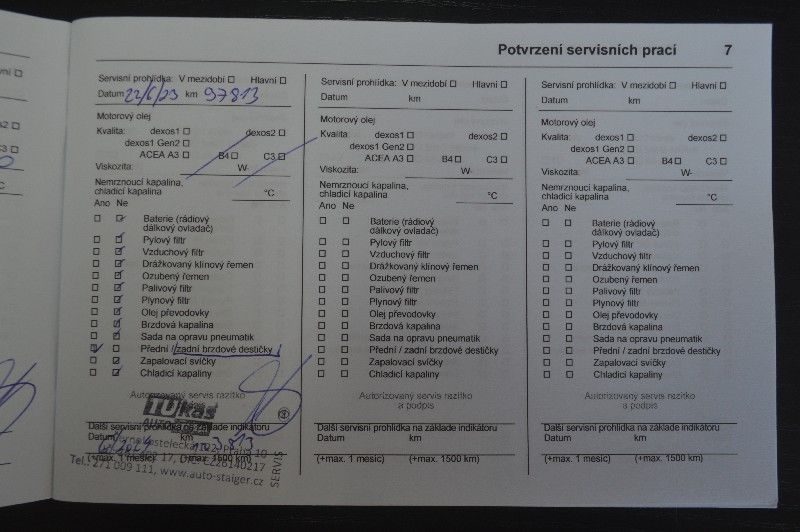 Potvrzení servisních prací 7
Servisní prohlídka: V mezidobí Hlavní
Datum 22/6/23 km 97813
Motorový olej
Kvalita: dexos1 dexos2
dexos1 Gen2
ACEA A3 B4 C3
Viskozita: W-
Nemrznoucí kapalina,
chladicí kapalina °C
Ano Ne
Baterie (rádiový
dálkový ovladač)
Pylový filtr
Vzduchový filtr
Drážkovaný klínový řemen
Ozubený řemen
Palivový filtr
Plynový filtr
Olej převodovky
Brzdová kapalina
Sada na opravu pneumatik
Přední / zadní brzdové destičky
Zapalovací svíčky
Chladicí kapaliny
Autorizovaný servis razítko
TUkas
Další servisní prohlídka na základě indikátoru
Datum km
(+max. 1 měsíc) (+max. 1500 km)
Tel.: 271 009 111, www.auto-staiger.cz
SERVIS
Servisní prohlídka: V mezidobí Hlavní
Datum km
Motorový olej
Kvalita dexos1 dexos2
dexos1 Gen2
ACEA A3 B4 C3
Viskozita: W-
Nemrznoucí kapalina,
chladicí kapalina °C
Ano Ne
Baterie (rádiový
dálkový ovladač)
Pylový filtr
Vzduchový filtr
Drážkovaný klínový řemen
Ozubený řemen
Palivový filtr
Plynový filtr
Olej převodovky
Brzdová kapalina
Sada na opravu pneumatik
Přední / zadní brzdové destičky
Zapalovací svíčky
Chladicí kapaliny
Autorizovaný servis razítko
a podpis
Další servisní prohlídka na základě indikátoru
Datum km
(+max. 1 měsíc) (+max. 1500 km)
Servisní prohlídka: V mezidobí Hlavní
Datum km
Motorový olej
Kvalita: dexos1 dexos2
dexos1 Gen2
ACEA A3 B4 C3
Viskozita: W-
Nemrznoucí kapalina,
chladicí kapalina °C
Ano Ne
Baterie (rádiový
dálkový ovladač)
Pylový filtr
Vzduchový filtr
Drážkovaný klínový řemen
Ozubený řemen
Palivový filtr
Plynový filtr
Olej převodovky
Brzdová kapalina
Sada na opravu pneumatik
Přední / zadní brzdové destičky
Zapalovací svíčky
Chladicí kapaliny
Autorizovaný servis razítko
a podpis
Další servisní prohlídka na základě indikátoru
Datum km
(+max. 1 měsíc) (+max. 1500 km)